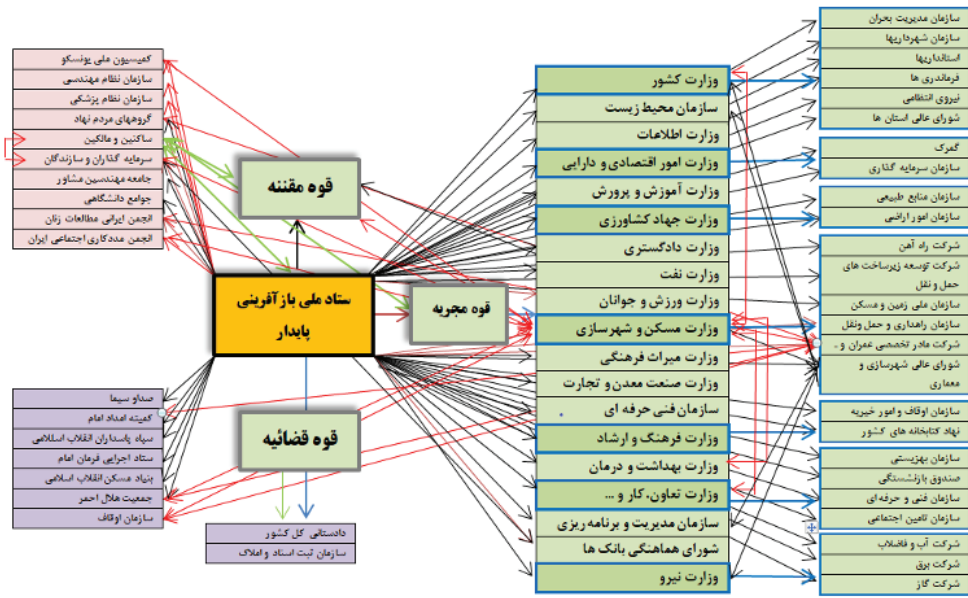 سازمان مدیریت بحران
سازمان شهرداریها
استانداریها
فرمانداری ها
نیروی انتظامی
شورای عالی استان ها
گمرک
سازمان سرمایه گذاری
سازمان منابع طبیعی
سازمان امور اراضی
شرکت راه آهن
شرکت توسعه زیرساخت های
حمل و نقل
سازمان ملی زمین و مسکن
سازمان راهداری و حمل ونقل
شرکت مادر تخصصی عمران و ..
شورای عالی شهرسازی و
معماری
سازمان اوقاف و امور خیریه
نهاد کتابخانه های کشور
سازمان بهزیستی
صندوق بازنشستگی
سازمان فنی و حرفه ای
سازمان تامین اجتماعی
شرکت آب و فاضلاب
شرکت برق
شرکت گاز
وزارت کشور
سازمان محیط زیست
وزارت اطلاعات
وزارت امور اقتصادی و دارایی
وزارت آموزش و پرورش
وزارت جهاد کشاورزی
وزارت دادگستری
وزارت نفت
وزارت ورزش و جوانان
وزارت مسکن و شهرسازی
وزارت میراث فرهنگی
وزارت صنعت معدن و تجارت
سازمان فنی حرفه ای
وزارت فرهنگ و ارشاد
وزارت بهداشت و درمان
وزارت تعاون، کار و ...
سازمان مدیریت و برنامه ریزی
شورای هماهنگی بانک ها
وزارت نیرو
قوه مقننه
قوه مجریه
ستاد ملی بازآفرینی
پایدار
قوه قضائیه
دادستانی کل کشور
سازمان ثبت اسناد و املاک
کمیسیون ملی یونسکو
سازمان نظام مهندسی
سازمان نظام پزشکی
گروههای مردم نهاد
ساکنین و مالکین
سرمایه گذاران و سازندگان
جامعه مهندسین مشاور
جوامع دانشگاهی
انجمن ایرانی مطالعات زنان
انجمن مددکاری اجتماعی ایران
صداو سیما
کمیته امداد امام
سپاه پاسداران انقلاب اسلامی
ستاد اجرایی فرمان امام
بنیاد مسکن انقلاب اسلامی
جمعیت هلال احمر
سازمان اوقاف